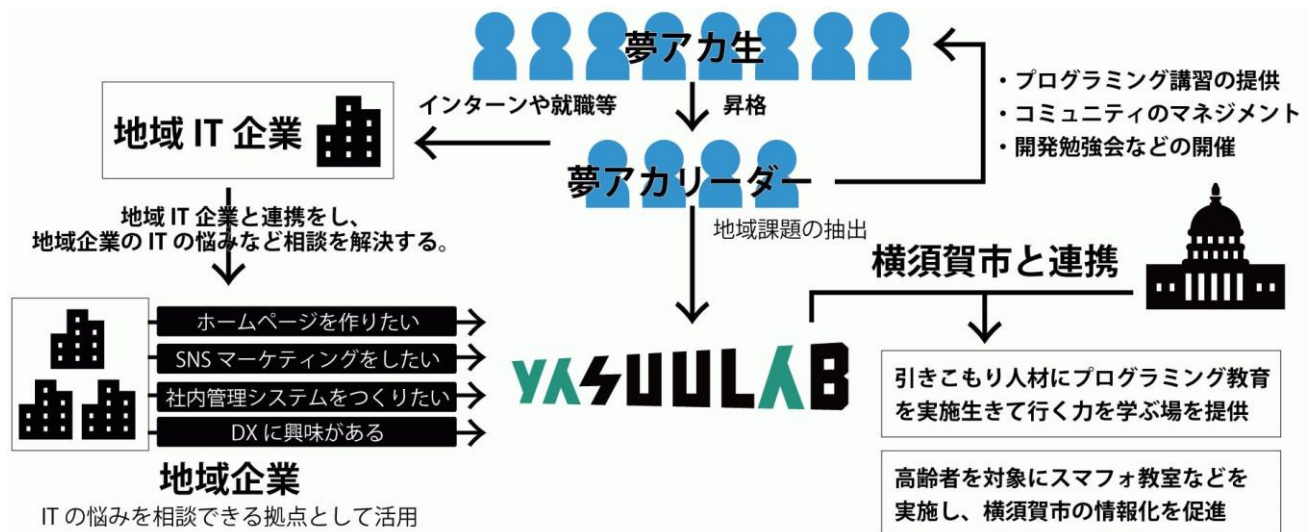 夢アカ生
インターンや就職等
昇格
・プログラミング講習の提供
・コミュニティのマネジメント
・開発勉強会などの開催
地域 IT 企業
夢アカリーダー
地域 IT 企業と連携をし、
地域企業の IT の悩みなど相談を解決する。
地域課題の抽出
横須賀市と連携
ホームページを作りたい
SNS マーケティングをしたい
社内管理システムをつくりたい
DX に興味がある
YASUULAB
引きこもり人材にプログラミング教育
を実施生きて行く力を学ぶ場を提供
地域企業
IT の悩みを相談できる拠点として活用
高齢者を対象にスマフォ教室などを
実施し、横須賀市の情報化を促進